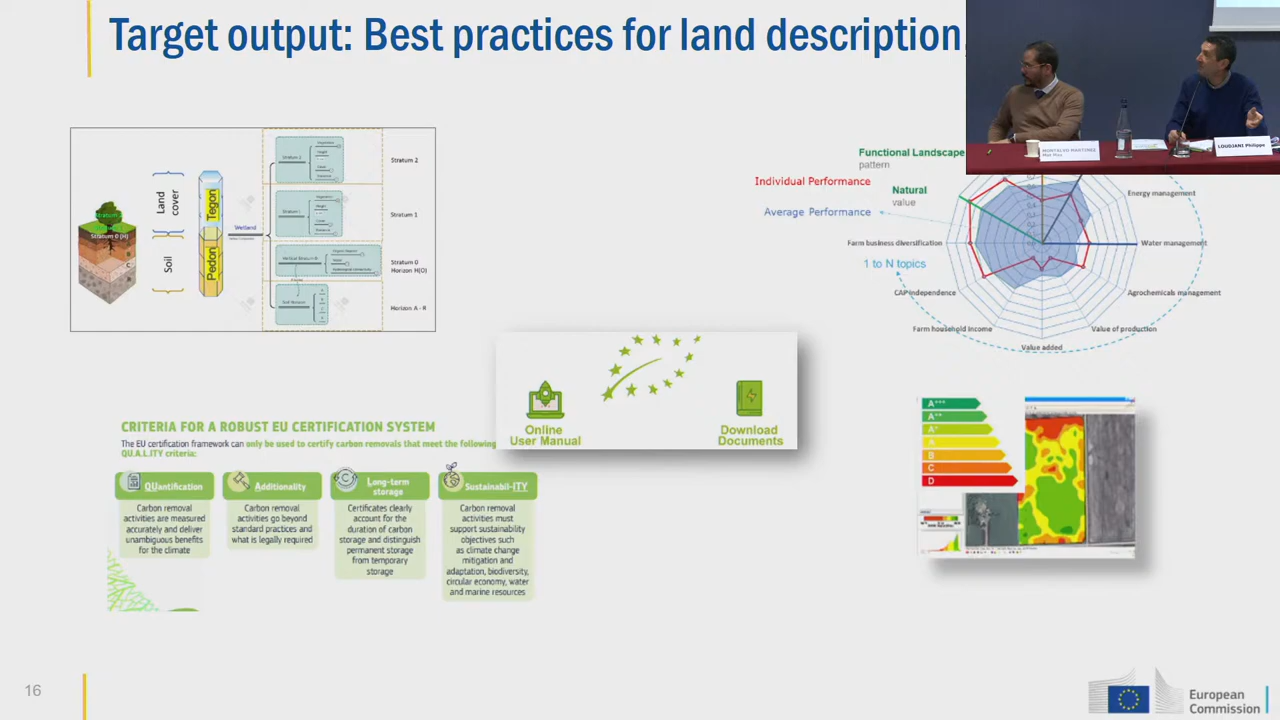 Target output: Best practices for land description,
MONTALVO MARTINEZ
LOUDJANI Philippe
Stratum 0 (H)
Land cover
Soil
Tegon
Pedon
Wetland
Stratum 2
Stratum 1
Stratum 0
Horizon H(O)
Horizon A - R
Functional Landscape
pattern
Individual Performance
Natural
value
Average Performance
Energy management
Farm business diversification
Water management
1 to N topics
CAP independence
Agrochemicals management
Farm household income
Value of production
Value added
Online
User Manual
Download
Documents
CRITERIA FOR A ROBUST EU CERTIFICATION SYSTEM
The EU certification framework can only be used to certify carbon removals that meet the following
QU.A.L.ITY criteria:
QUantification
Carbon removal
activities are measured
accurately and deliver
unambiguous benefits
for the climate
Additionality
Carbon removal
activities go beyond
standard practices and
what is legally required
Long-term
storage
Certificates clearly
account for the
duration of carbon
storage and distinguish
permanent storage
from temporary
storage
Sustainabil-ITY
Carbon removal
activities must
support sustainability
objectives such
as climate change
mitigation and
adaptation, biodiversity,
circular economy, water
and marine resources
A+++
A++
A+
A
B
C
D
16
European
Commission